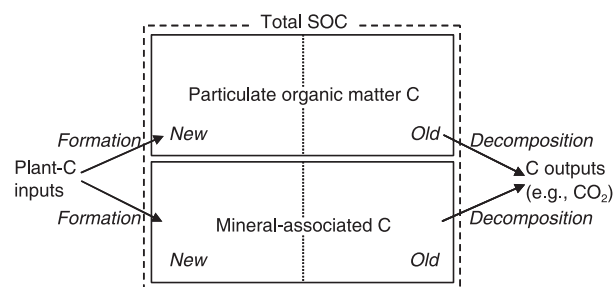 Total SOC
Particulate organic matter C
Formation
New
Old
Decomposition
Plant-C
inputs
C outputs
(e.g., CO₂)
Formation
Mineral-associated C
Decomposition
New
Old